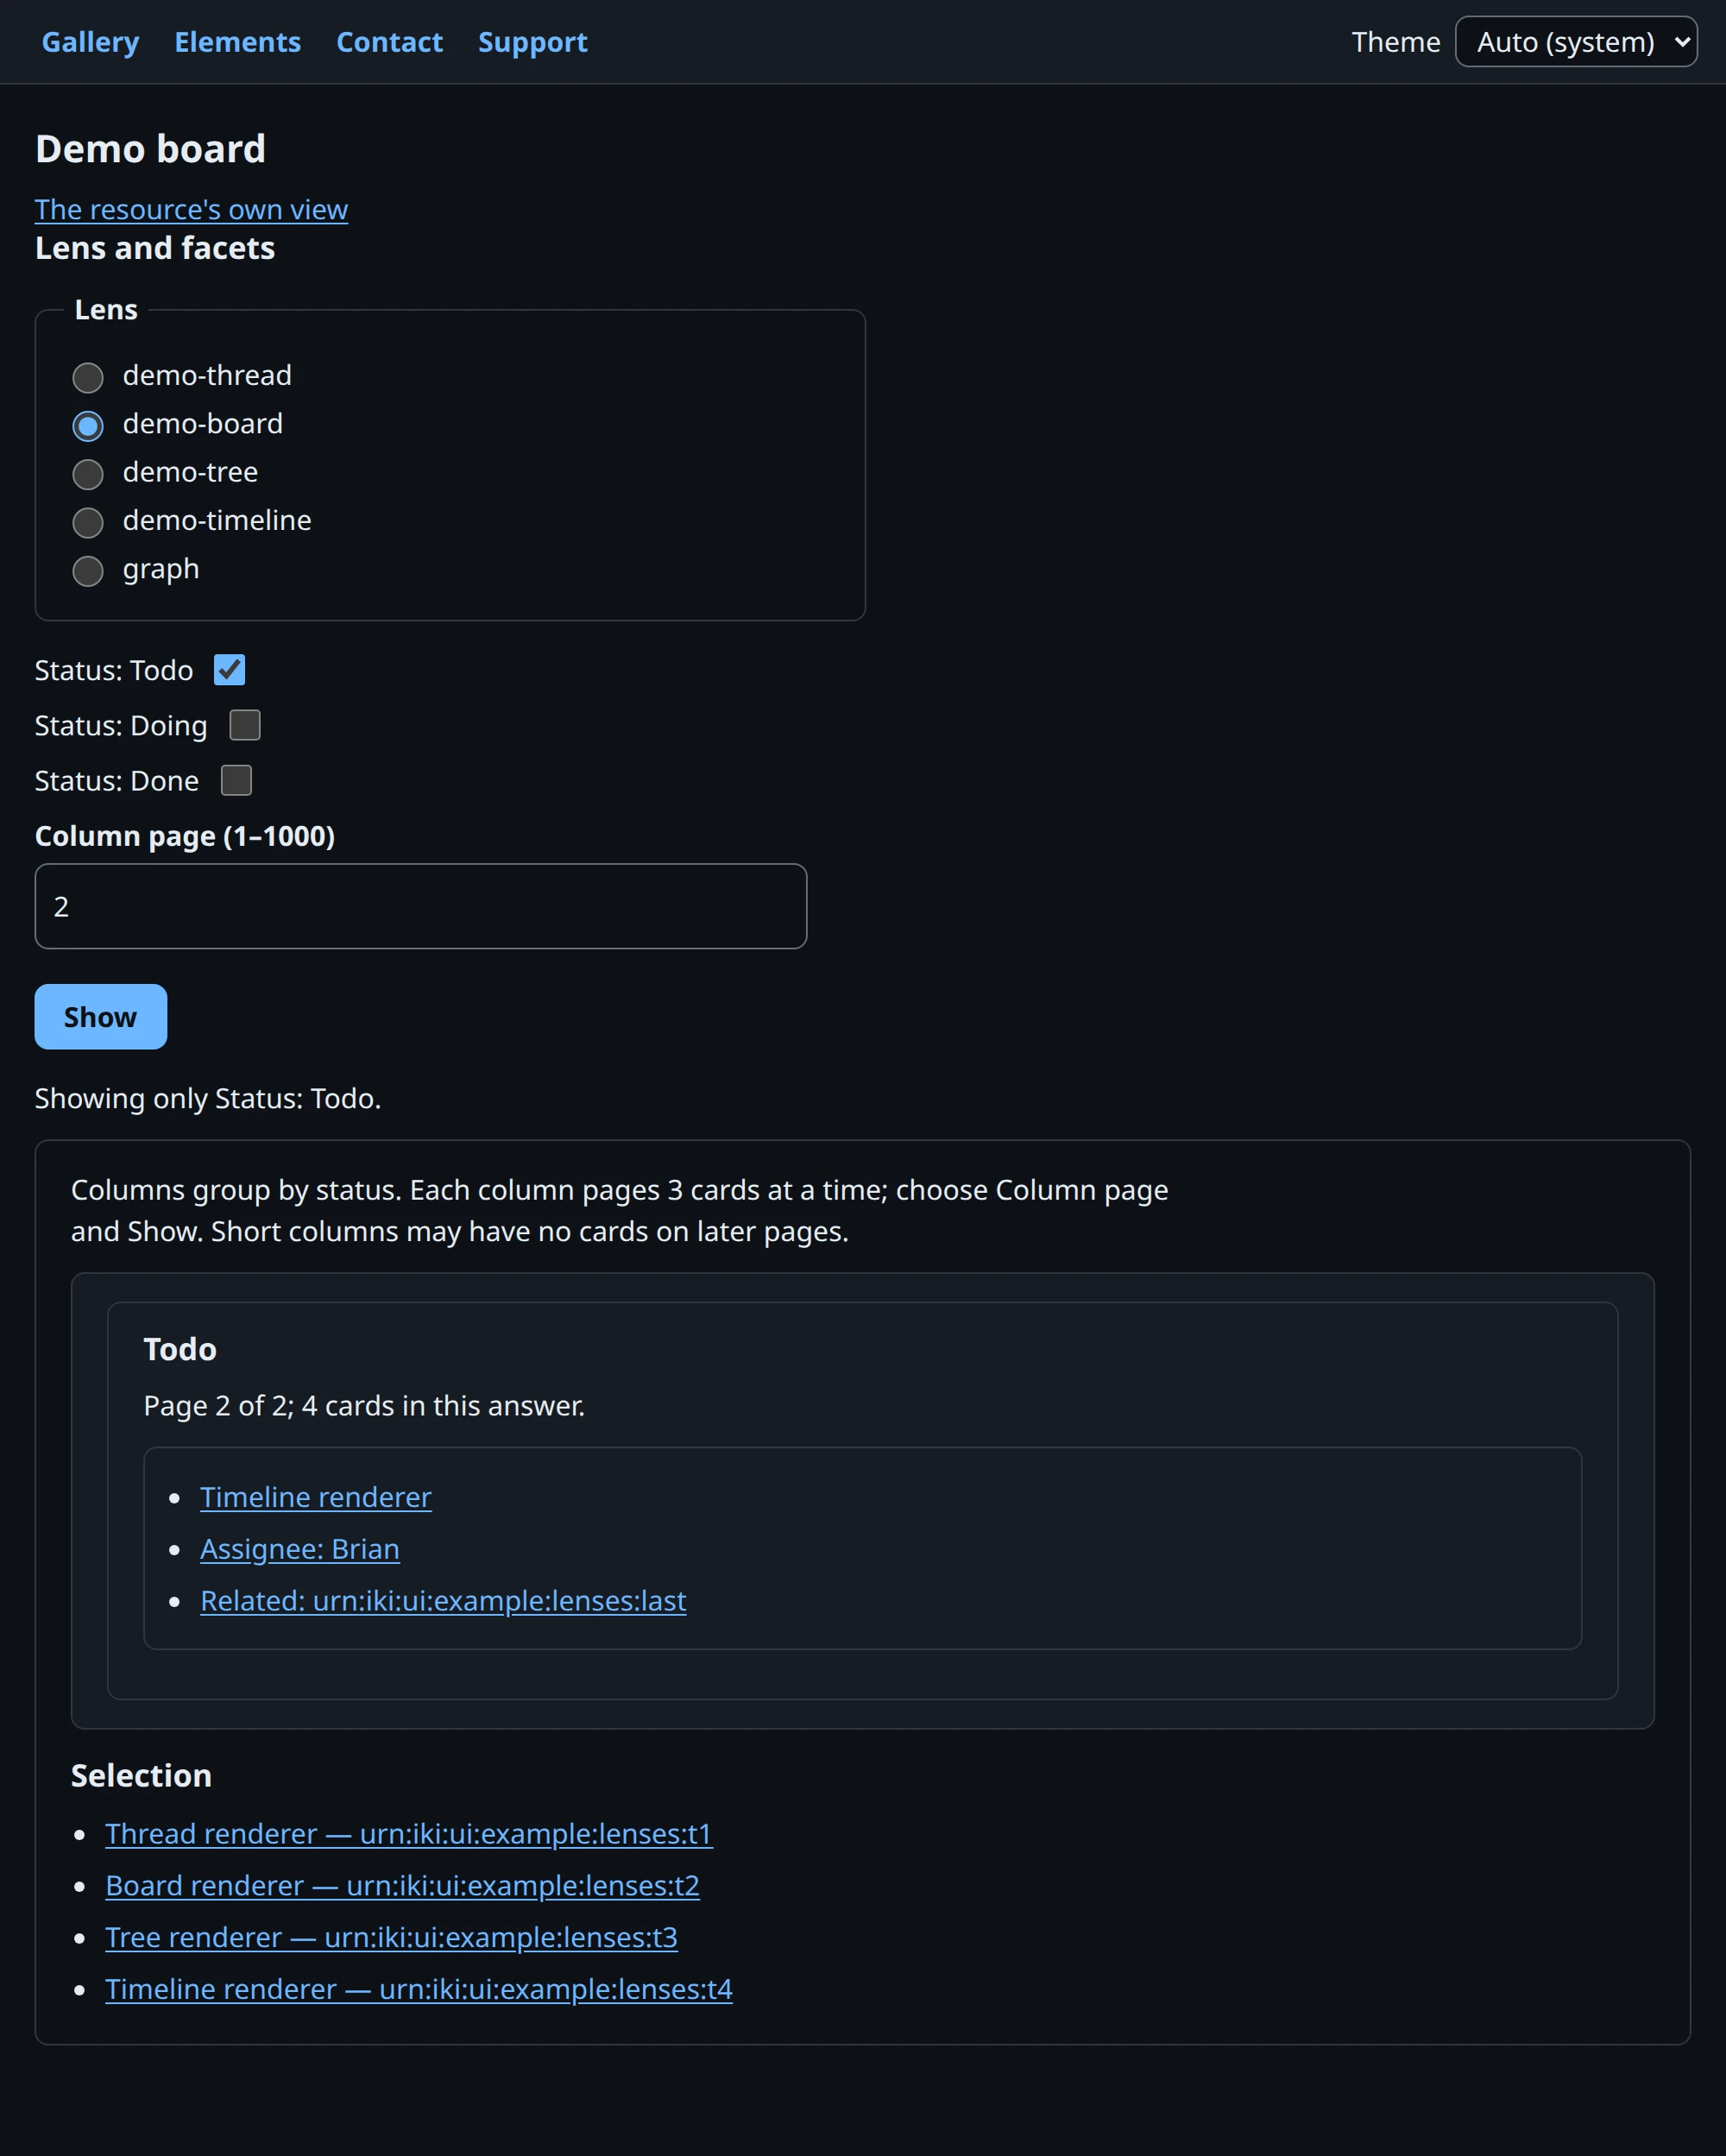 Gallery Elements Contact Support Theme Auto (system)
Demo board
The resource's own view
Lens and facets
Lens
demo-thread
demo-board
demo-tree
demo-timeline
graph
Status: Todo
Status: Doing
Status: Done
Column page (1–1000)
2
Show
Showing only Status: Todo.
Columns group by status. Each column pages 3 cards at a time; choose Column page
and Show. Short columns may have no cards on later pages.
Todo
Page 2 of 2; 4 cards in this answer.
Timeline renderer
Assignee: Brian
Related: urn:iki:ui:example:lenses:last
Selection
Thread renderer — urn:iki:ui:example:lenses:t1
Board renderer — urn:iki:ui:example:lenses:t2
Tree renderer — urn:iki:ui:example:lenses:t3
Timeline renderer — urn:iki:ui:example:lenses:t4